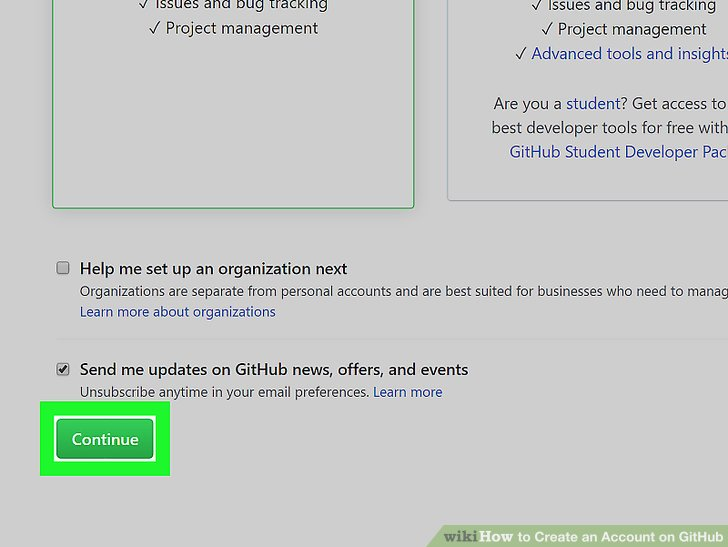 ✓ Issues and bug tracking
✓ Project management
✓ Issues and bug tracking
✓ Project management
✓ Advanced tools and insights
Are you a student? Get access to
best developer tools for free with
GitHub Student Developer Pac
Help me set up an organization next
Organizations are separate from personal accounts and are best suited for businesses who need to manag
Learn more about organizations
Send me updates on GitHub news, offers, and events
Unsubscribe anytime in your email preferences. Learn more
Continue
wikiHow to Create an Account on GitHub